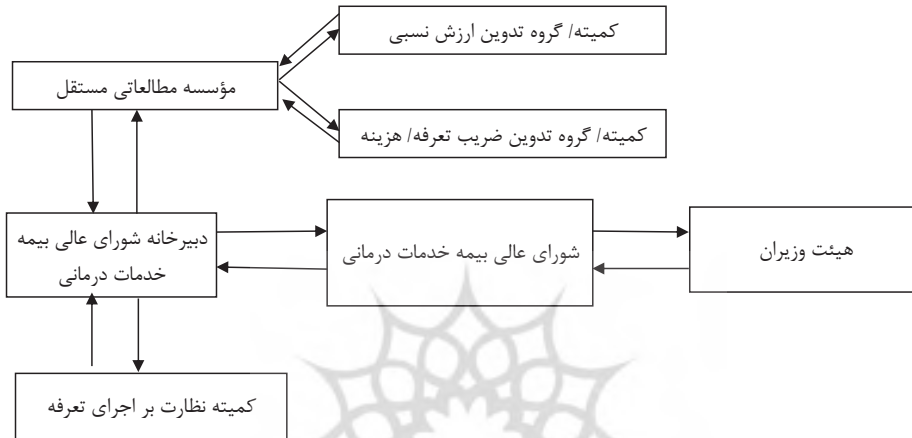 کمیته/ گروه تدوین ارزش نسبی
مؤسسه مطالعاتی مستقل
کمیته/ گروه تدوین ضریب تعرفه/ هزینه
دبیرخانه شورای عالی بیمه
خدمات درمانی
شورای عالی بیمه خدمات درمانی
هیئت وزیران
کمیته نظارت بر اجرای تعرفه